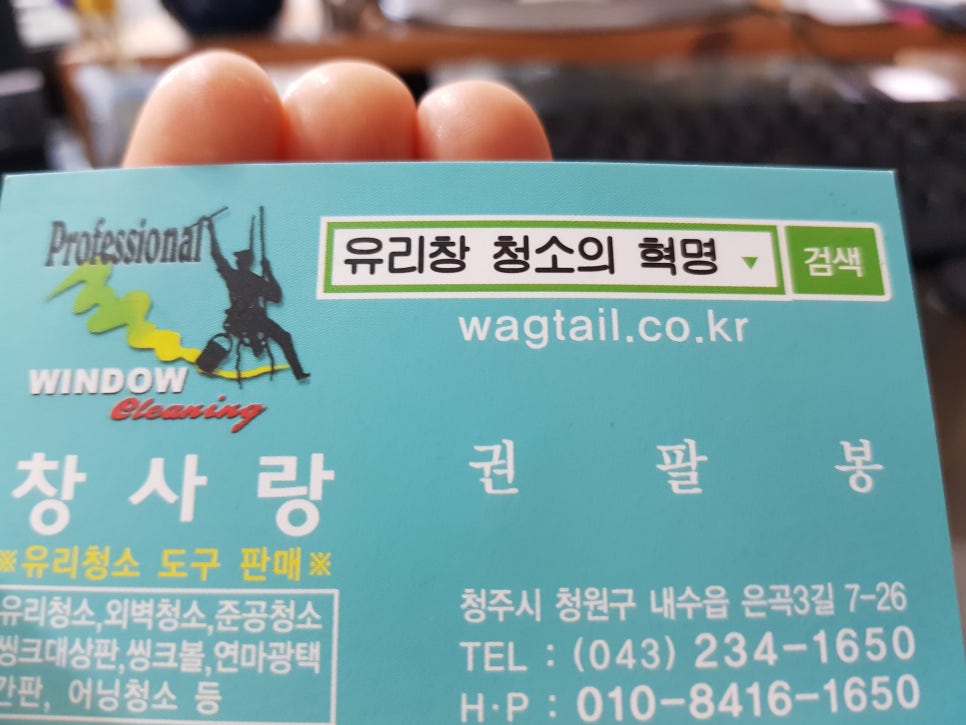 Professional
WINDOW
Cleaning
유리창 청소의 혁명 ▼ 검색
wagtail.co.kr
창사랑
※유리청소 도구 판매※
유리청소,외벽청소,준공청소
씽크대상판,씽크볼,연마광택
간판, 어닝청소 등
권 팔 봉
청주시 청원구 내수읍 은곡3길 7-26
TEL : (043) 234-1650
H·P : 010-8416-1650